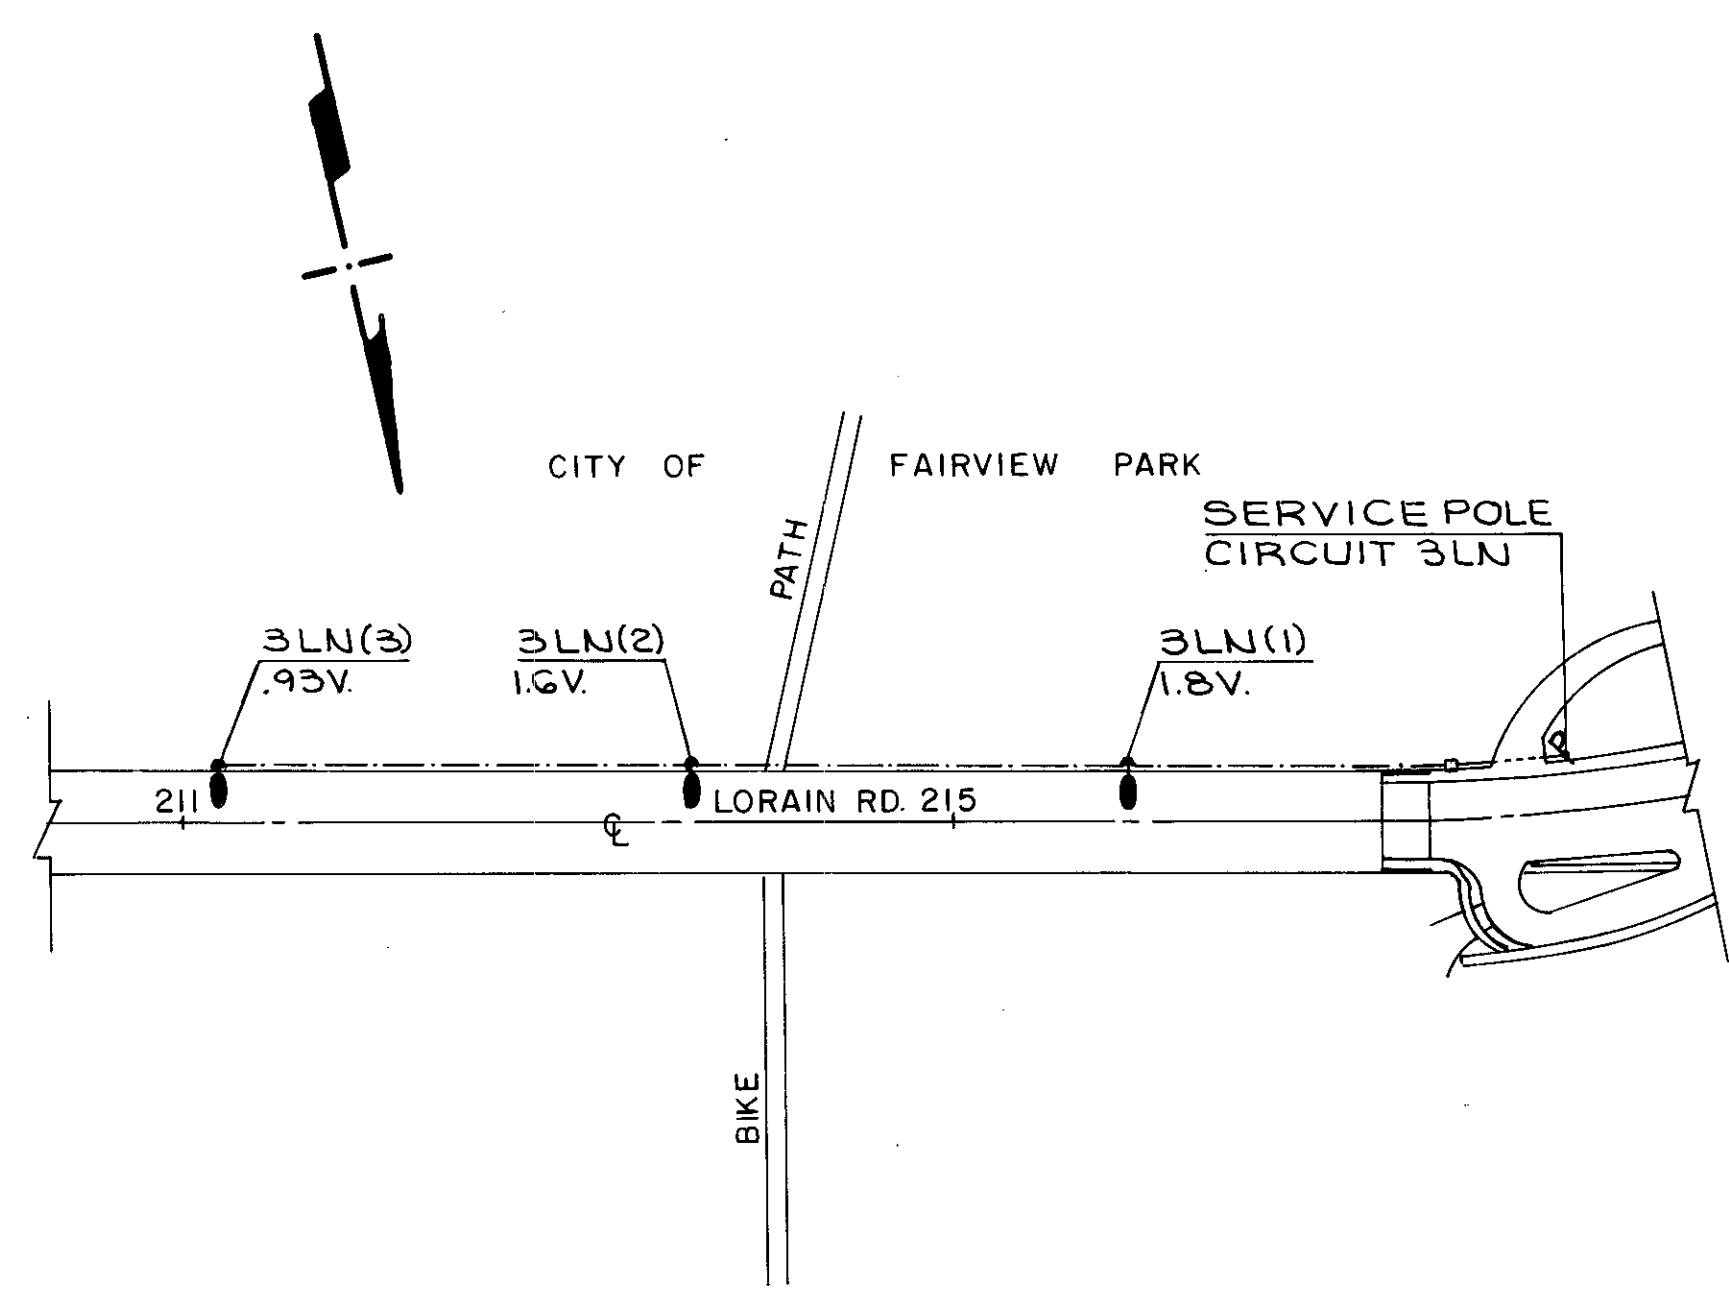 CITY OF FAIRVIEW PARK
SERVICE POLE
CIRCUIT 3LN
PATH
3LN(3)
.93V.
3LN(2)
1.6V.
3LN(1)
1.8V.
211
LORAIN RD. 215
℄
BIKE